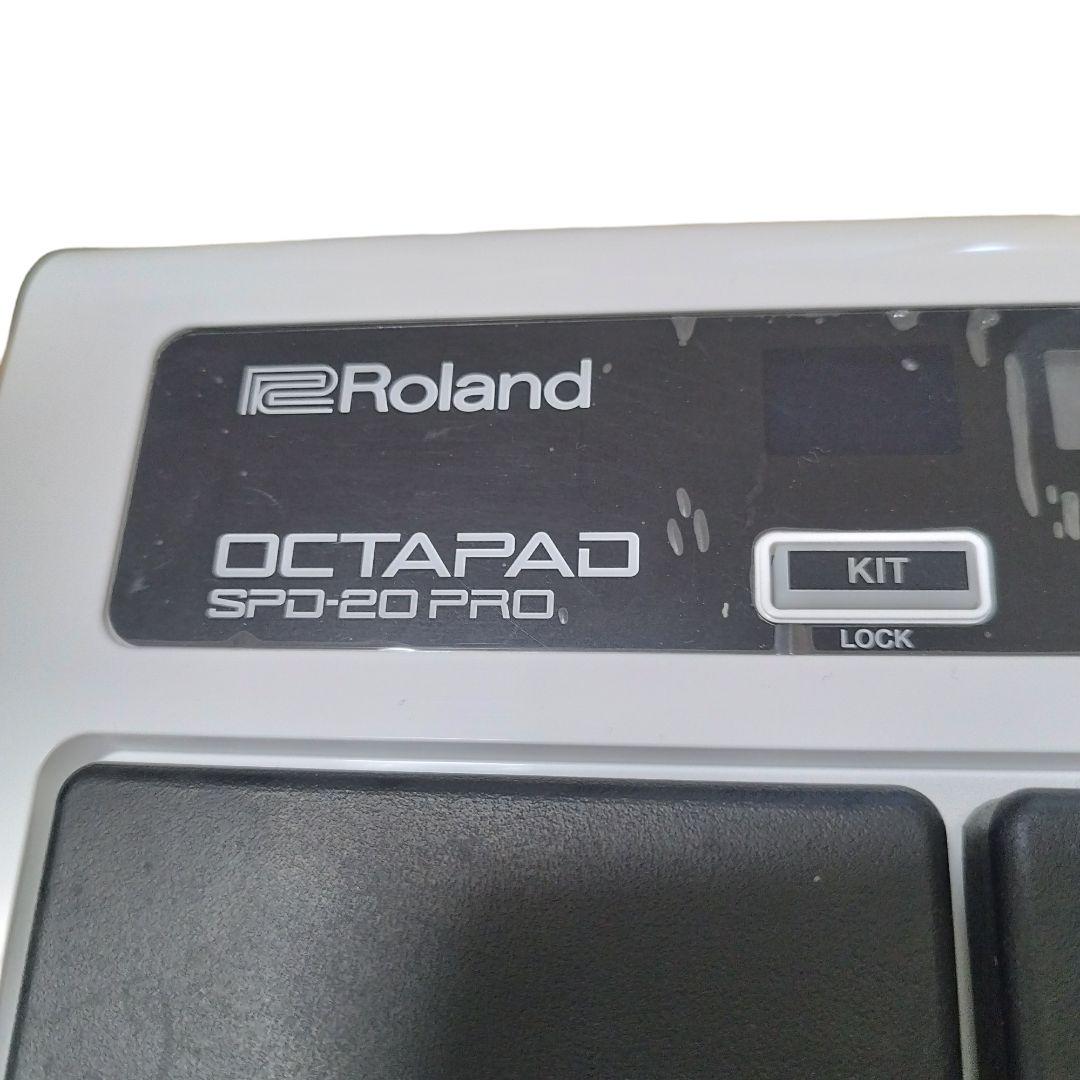 Roland
OCTAPAD
SPD-20 PRO
KIT
LOCK